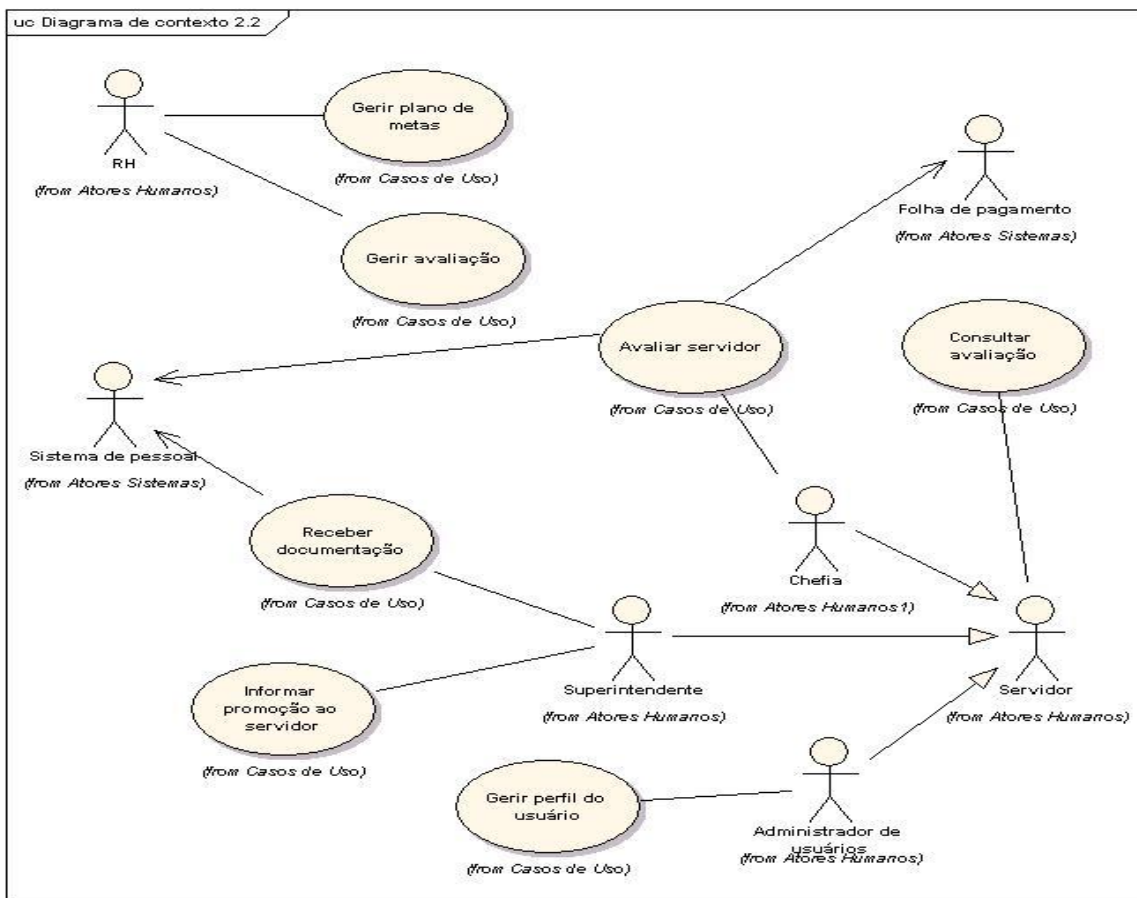 uc Diagrama de contexto 2.2
RH
(from Atores Humanos)
Gerir plano de
metas
(from Casos de Uso)
Gerir avaliação
(from Casos de Uso)
Folha de pagamento
(from Atores Sistemas)
Avaliar servidor
(from Casos de Uso)
Consultar
avaliação
(from Casos de Uso)
Sistema de pessoal
(from Atores Sistemas)
Receber
documentação
(from Casos de Uso)
Chefia
(from Atores Humanos1)
Superintendente
(from Atores Humanos)
Servidor
(from Atores Humanos)
Informar
promoção ao
servidor
(from Casos de Uso)
Gerir perfil do
usuário
(from Casos de Uso)
Administrador de
usuários
(from Atores Humanos)